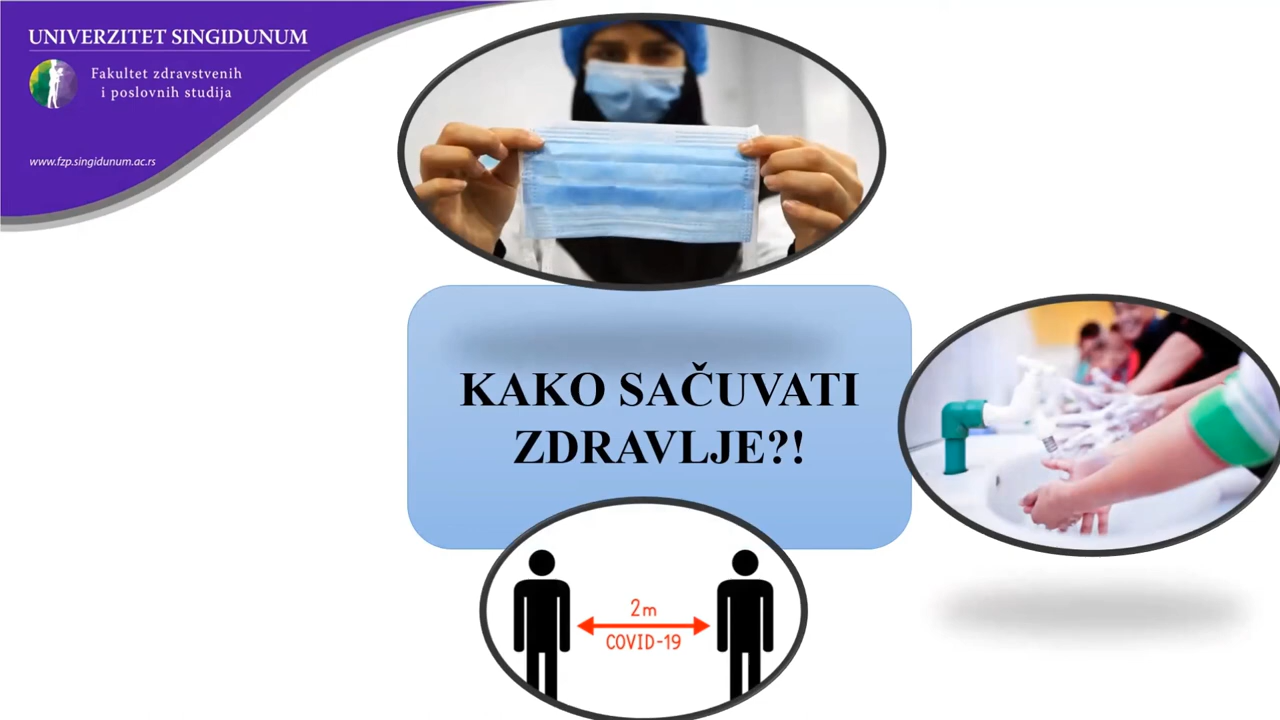 UNIVERZITET SINGIDUNUM
Fakultet zdravstvenih
i poslovnih studija
www.fzp.singidunum.ac.rs
KAKO SAČUVATI
ZDRAVLJE?!
2m
COVID-19